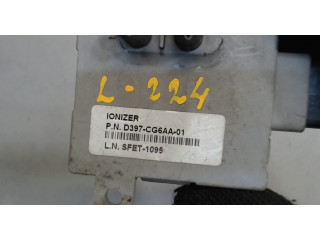 L-224
IONIZER
P.N. D397-CG6AA-01
L.N. SFET-1095